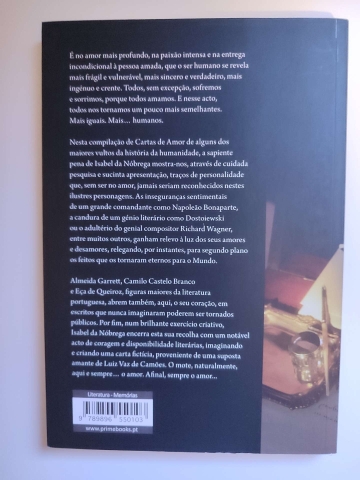 É no amor mais profundo, na paixão intensa e na entrega
incondicional à pessoa amada, que o ser humano se revela
mais frágil e vulnerável, mais sincero e verdadeiro, mais
ingénuo e crente. Todos, sem excepção, sofremos
e sorrimos, porque todos amamos. E nesse acto,
todos nos tornamos um pouco mais semelhantes.
Mais iguais. Mais... humanos.
Nesta compilação de Cartas de Amor de alguns dos
maiores vultos da história da humanidade, a sapiente
pena de Isabel da Nóbrega mostra-nos, através de cuidada
pesquisa e sucinta apresentação, traços de personalidade
que, sem ser no amor, jamais seriam reconhecidos nestes
ilustres personagens. As inseguranças sentimentais
de um grande comandante como Napoleão Bonaparte,
a candura de um génio literário como Dostoiewski
ou o adultério do genial compositor Richard Wagner,
entre muitos outros, ganham relevo à luz dos seus amores
e desamores, relegando, por instantes, para segundo plano
os feitos que os tornaram eternos para o Mundo.
Almeida Garrett, Camilo Castelo Branco
e Eça de Queiroz, figuras maiores da literatura
portuguesa, abrem também, aqui, o seu coração, em
escritos que nunca imaginaram poderem ser tornados
públicos. Por fim, num brilhante exercício criativo,
Isabel da Nóbrega encerra esta sua recolha com um notável
acto de coragem e disponibilidade literárias, imaginando
e criando uma carta fictícia, proveniente de uma suposta
amante de Luiz Vaz de Camões. O mote, naturalmente,
aqui e sempre... o amor. Afinal, sempre o amor...
Literatura - Memórias
www.primebooks.pt